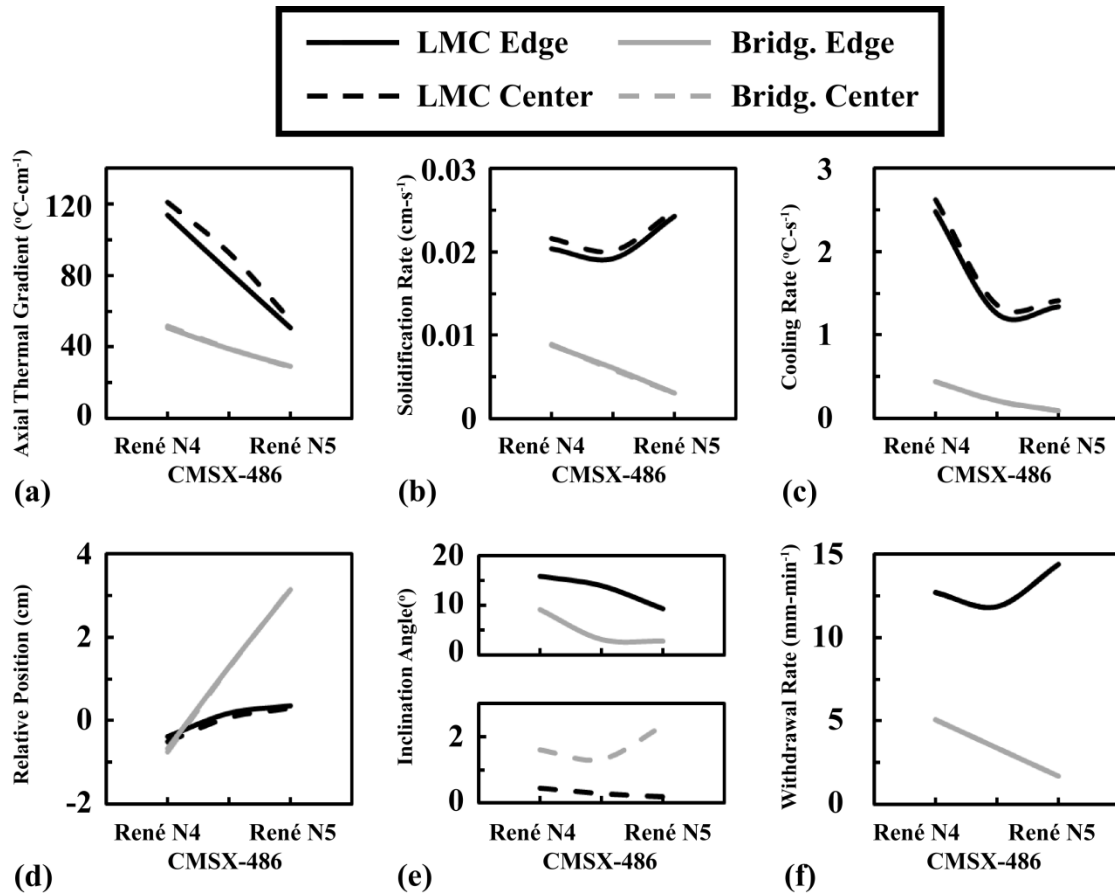 LMC Edge
Bridg. Edge
LMC Center
Bridg. Center
Axial Thermal Gradient (°C-cm⁻¹)
120
80
40
0
René N4
René N5
CMSX-486
(a)
Solidification Rate (cm-s⁻¹)
0.03
0.02
0.01
0
René N4
René N5
CMSX-486
(b)
Cooling Rate (°C-s⁻¹)
3
2
1
0
René N4
René N5
CMSX-486
(c)
Relative Position (cm)
4
2
0
-2
René N4
René N5
CMSX-486
(d)
Inclination Angle(°)
20
10
0
2
0
René N4
René N5
CMSX-486
(e)
Withdrawal Rate (mm-min⁻¹)
15
10
5
0
René N4
René N5
CMSX-486
(f)